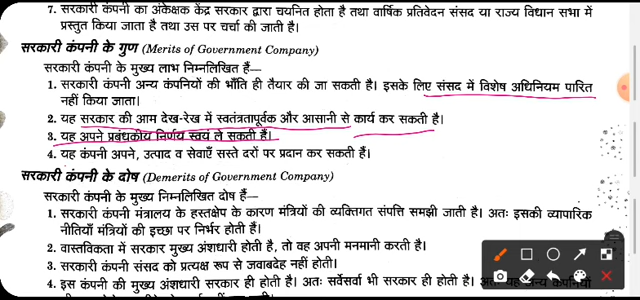 7. सरकारी कंपनी का अंकेक्षक केंद्र सरकार द्वारा चयनित होता है तथा वार्षिक प्रतिवेदन संसद या राज्य विधान सभा में
प्रस्तुत किया जाता है तथा उस पर चर्चा की जाती है।
सरकारी कंपनी के गुण (Merits of Government Company)
सरकारी कंपनी के मुख्य लाभ निम्नलिखित हैं—
1. सरकारी कंपनी अन्य कंपनियों की भाँति ही तैयार की जा सकती है। इसके लिए संसद में विशेष अधिनियम पारित
नहीं किया जाता।
2. यह सरकार की आम देख-रेख में स्वतंत्रतापूर्वक और आसानी से कार्य कर सकती है।
3. यह अपने प्रबंधकीय निर्णय स्वयं ले सकती हैं।
4. यह कंपनी अपने, उत्पाद व सेवाएँ सस्ते दरों पर प्रदान कर सकती हैं।
सरकारी कंपनी के दोष (Demerits of Government Company)
सरकारी कंपनी के मुख्य निम्नलिखित दोष हैं—
1. सरकारी कंपनी मंत्रालय के हस्तक्षेप के कारण मंत्रियों की व्यक्तिगत संपत्ति समझी जाती है। अतः इसकी व्यापारिक
नीतियाँ मंत्रियों की इच्छा पर निर्भर होती हैं।
2. वास्तविकता में सरकार मुख्य अंशधारी होती है, तो वह अपनी मनमानी करती है।
3. सरकारी कंपनी संसद को प्रत्यक्ष रूप से जवाबदेह नहीं होती।
4. इस कंपनी की मुख्य अंशधारी सरकार ही होती है। अतः सर्वेसर्वा भी सरकार ही होती है।